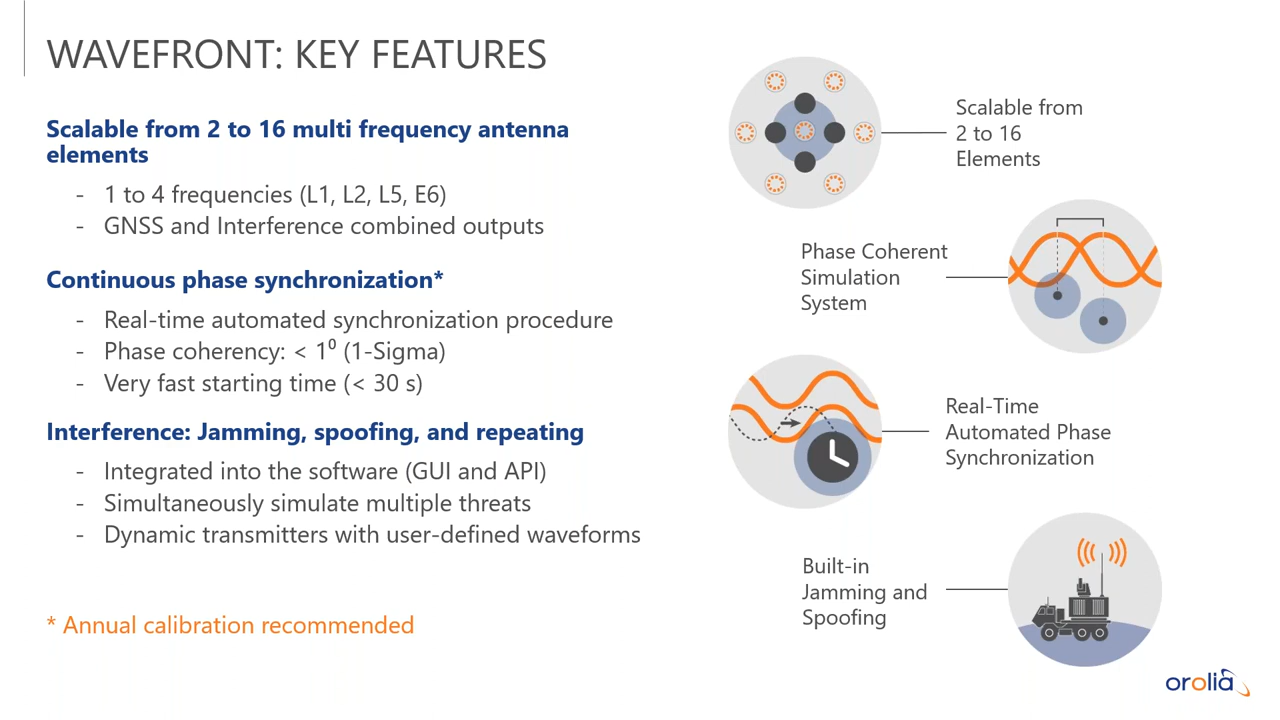 WAVEFRONT: KEY FEATURES
Scalable from 2 to 16 multi frequency antenna
elements
- 1 to 4 frequencies (L1, L2, L5, E6)
- GNSS and Interference combined outputs
Continuous phase synchronization*
- Real-time automated synchronization procedure
- Phase coherency: < 1⁰ (1-Sigma)
- Very fast starting time (< 30 s)
Interference: Jamming, spoofing, and repeating
- Integrated into the software (GUI and API)
- Simultaneously simulate multiple threats
- Dynamic transmitters with user-defined waveforms
* Annual calibration recommended
Scalable from
2 to 16
Elements
Phase Coherent
Simulation
System
Real-Time
Automated Phase
Synchronization
Built-in
Jamming and
Spoofing
orolia